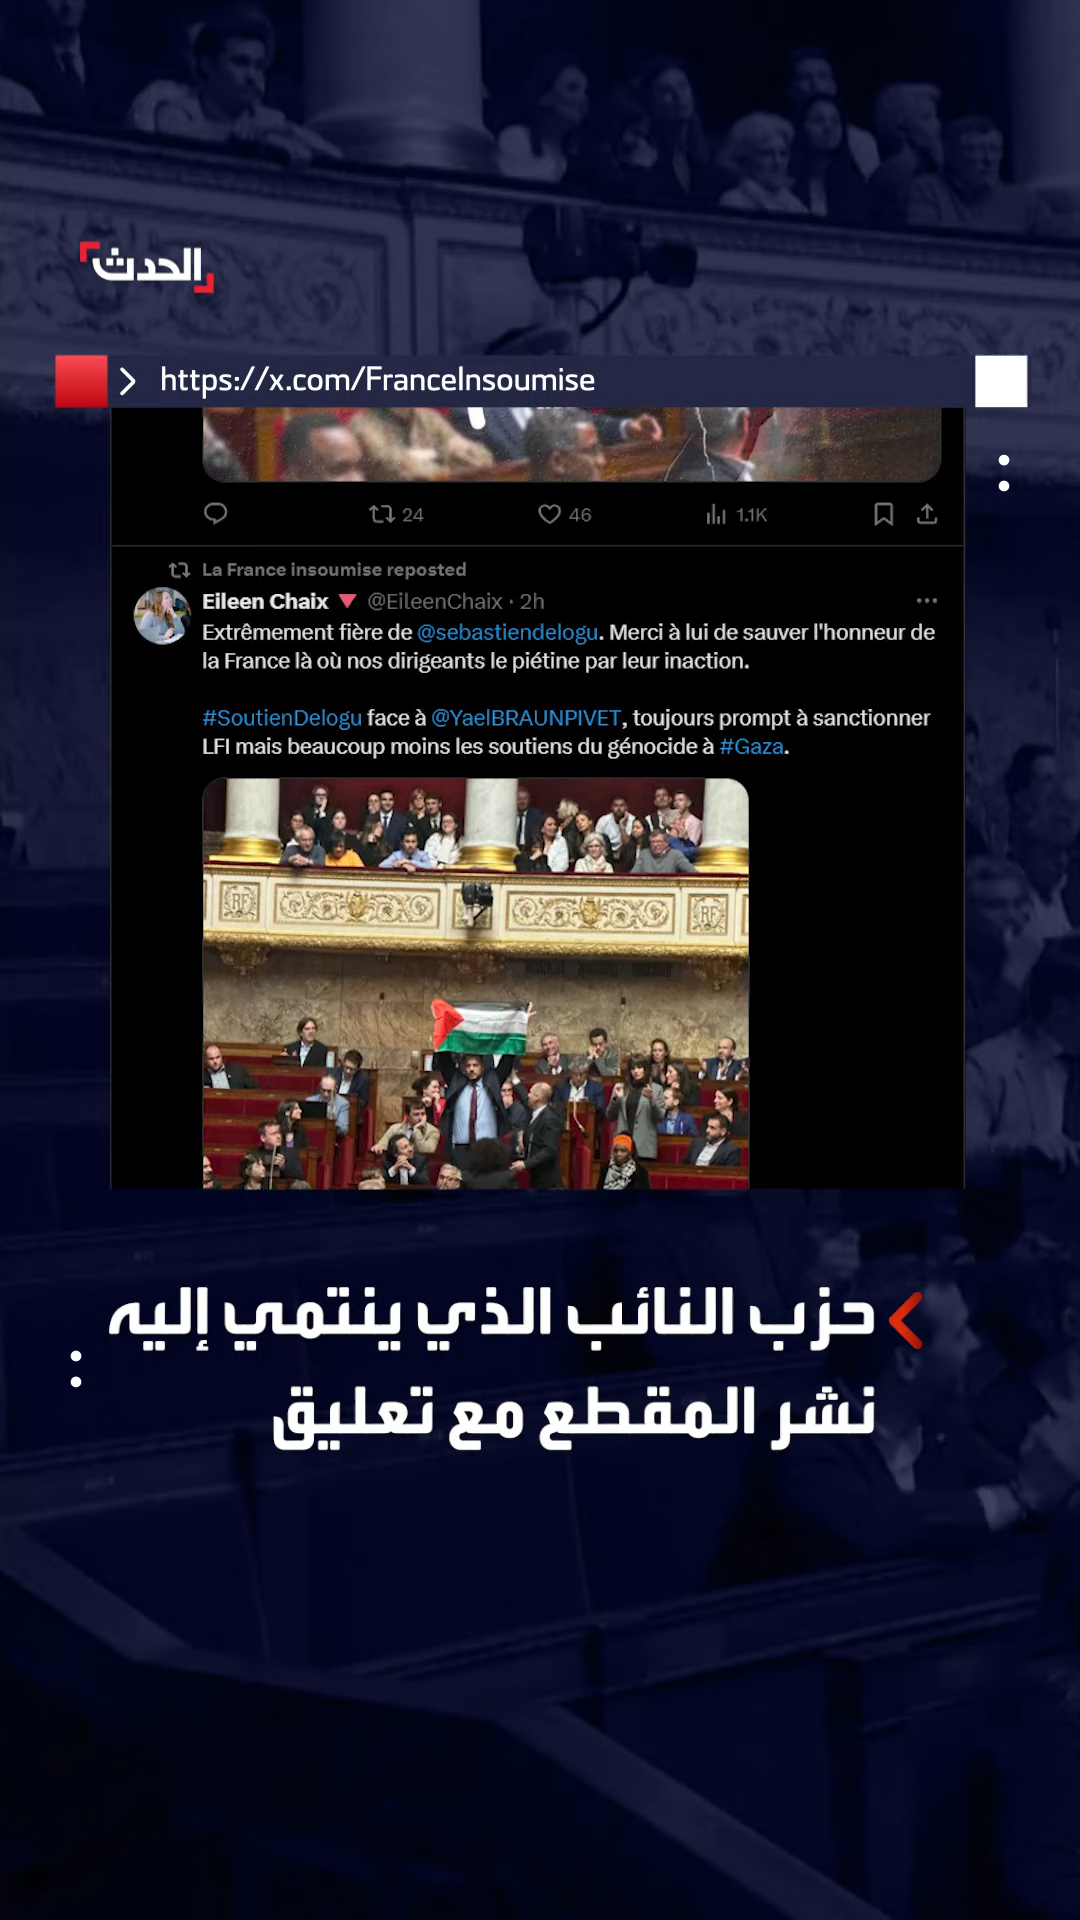 الحدث
https://x.com/FranceInsoumise
24
46
1.1K
La France insoumise reposted
Eileen Chaix 🔻 @EileenChaix · 2h
Extrêmement fière de @sebastiendelogu. Merci à lui de sauver l'honneur de
la France là où nos dirigeants le piétine par leur inaction.
#SoutienDelogu face à @YaelBRAUNPIVET, toujours prompt à sanctionner
LFI mais beaucoup moins les soutiens du génocide à #Gaza.
RF
RF
حزب النائب الذي ينتمي إليه
نشر المقطع مع تعليق